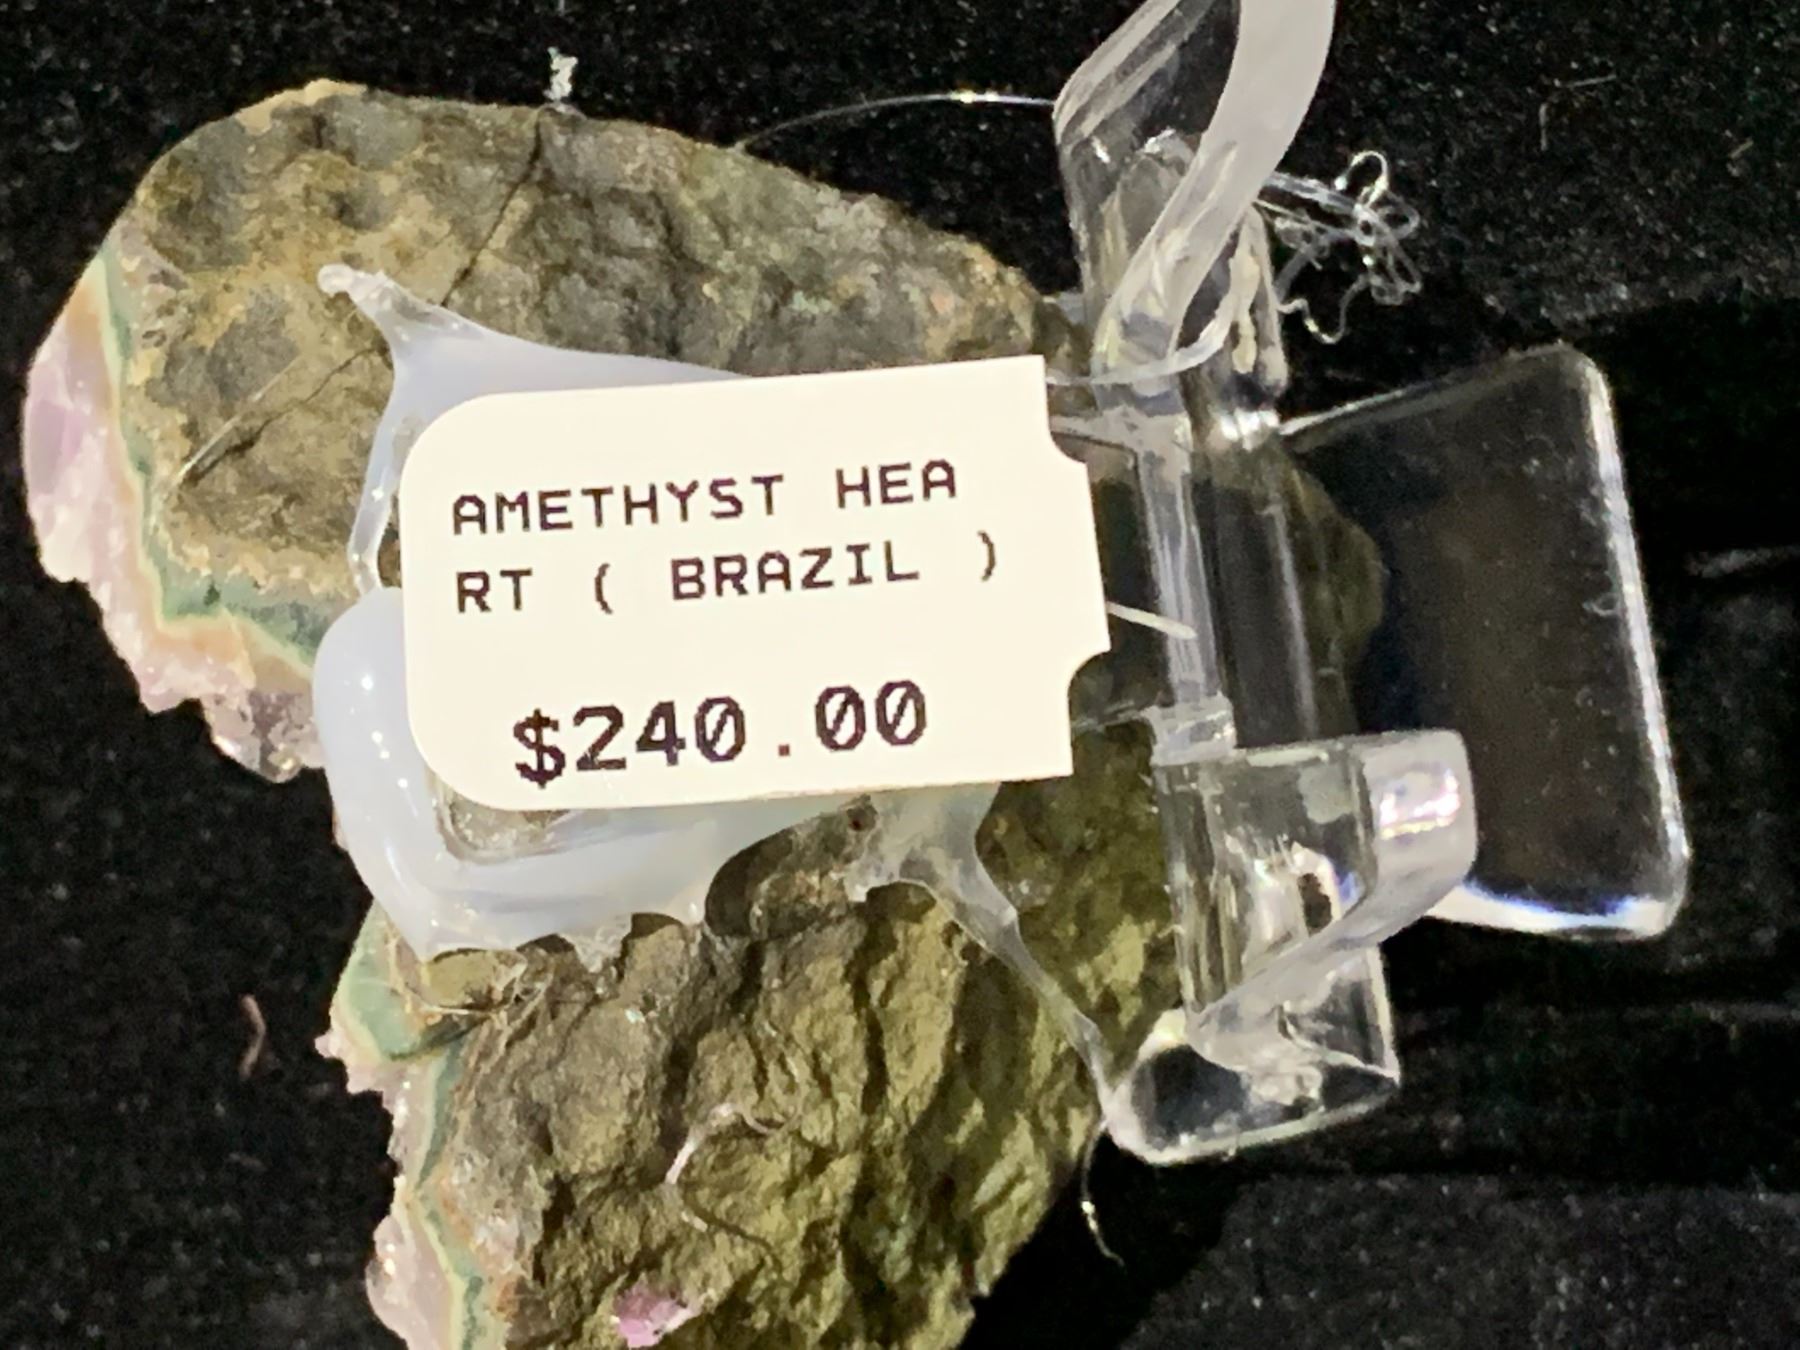 AMETHYST HEA
RT ( BRAZIL )
$240.00